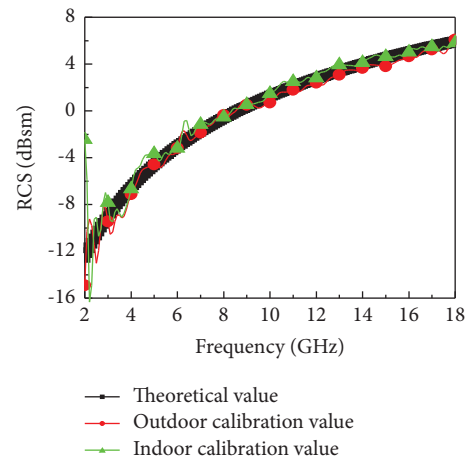 8
4
0
-4
-8
-12
-16
RCS (dBsm)
2 4 6 8 10 12 14 16 18
Frequency (GHz)
Theoretical value
Outdoor calibration value
Indoor calibration value